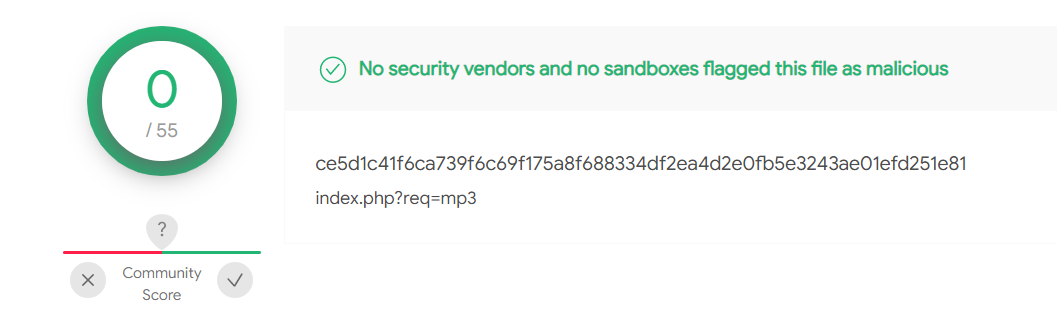 0
/ 55
?
Community
Score
No security vendors and no sandboxes flagged this file as malicious
ce5d1c41f6ca739f6c69f175a8f688334df2ea4d2e0fb5e3243ae01efd251e81
index.php?req=mp3